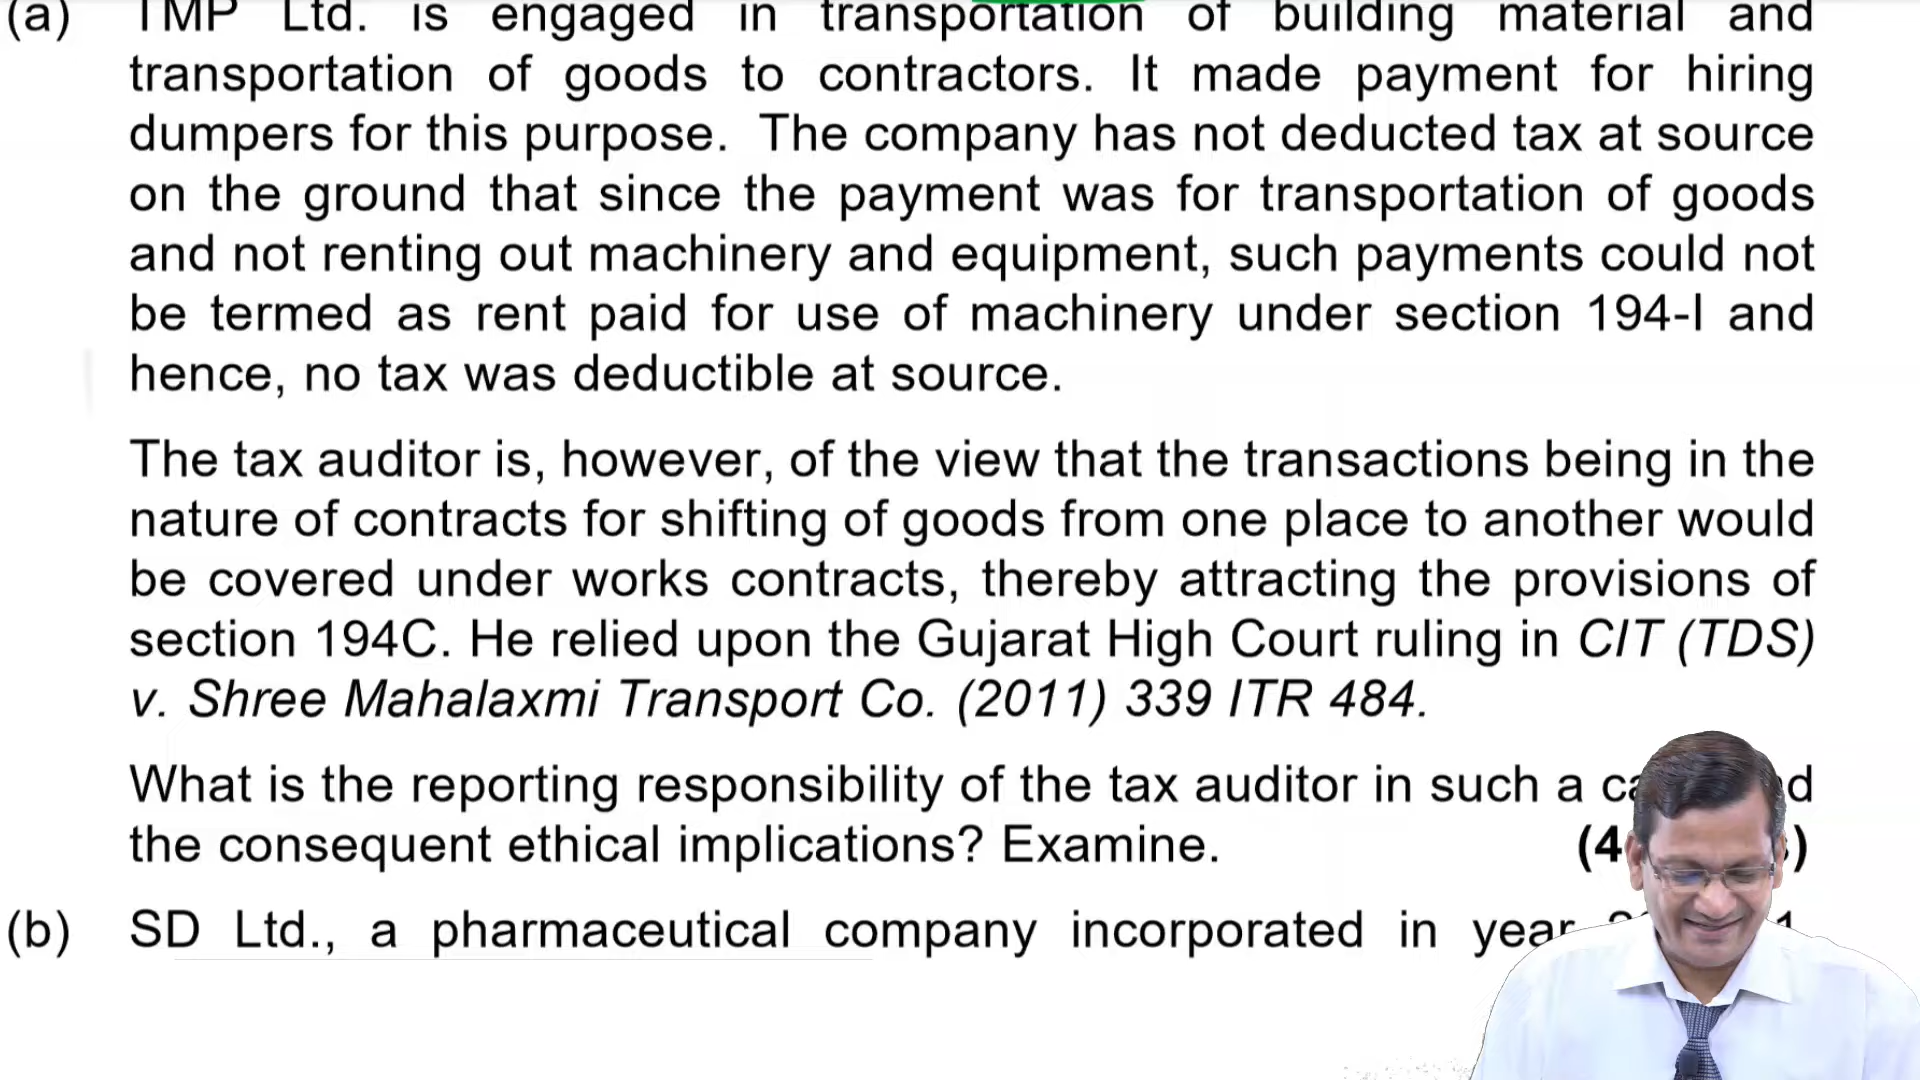 (a) TMP Ltd. is engaged in transportation of building material and
transportation of goods to contractors. It made payment for hiring
dumpers for this purpose. The company has not deducted tax at source
on the ground that since the payment was for transportation of goods
and not renting out machinery and equipment, such payments could not
be termed as rent paid for use of machinery under section 194-I and
hence, no tax was deductible at source.
The tax auditor is, however, of the view that the transactions being in the
nature of contracts for shifting of goods from one place to another would
be covered under works contracts, thereby attracting the provisions of
section 194C. He relied upon the Gujarat High Court ruling in CIT (TDS)
v. Shree Mahalaxmi Transport Co. (2011) 339 ITR 484.
What is the reporting responsibility of the tax auditor in such a
the consequent ethical implications? Examine. (4
(b) SD Ltd., a pharmaceutical company incorporated in year